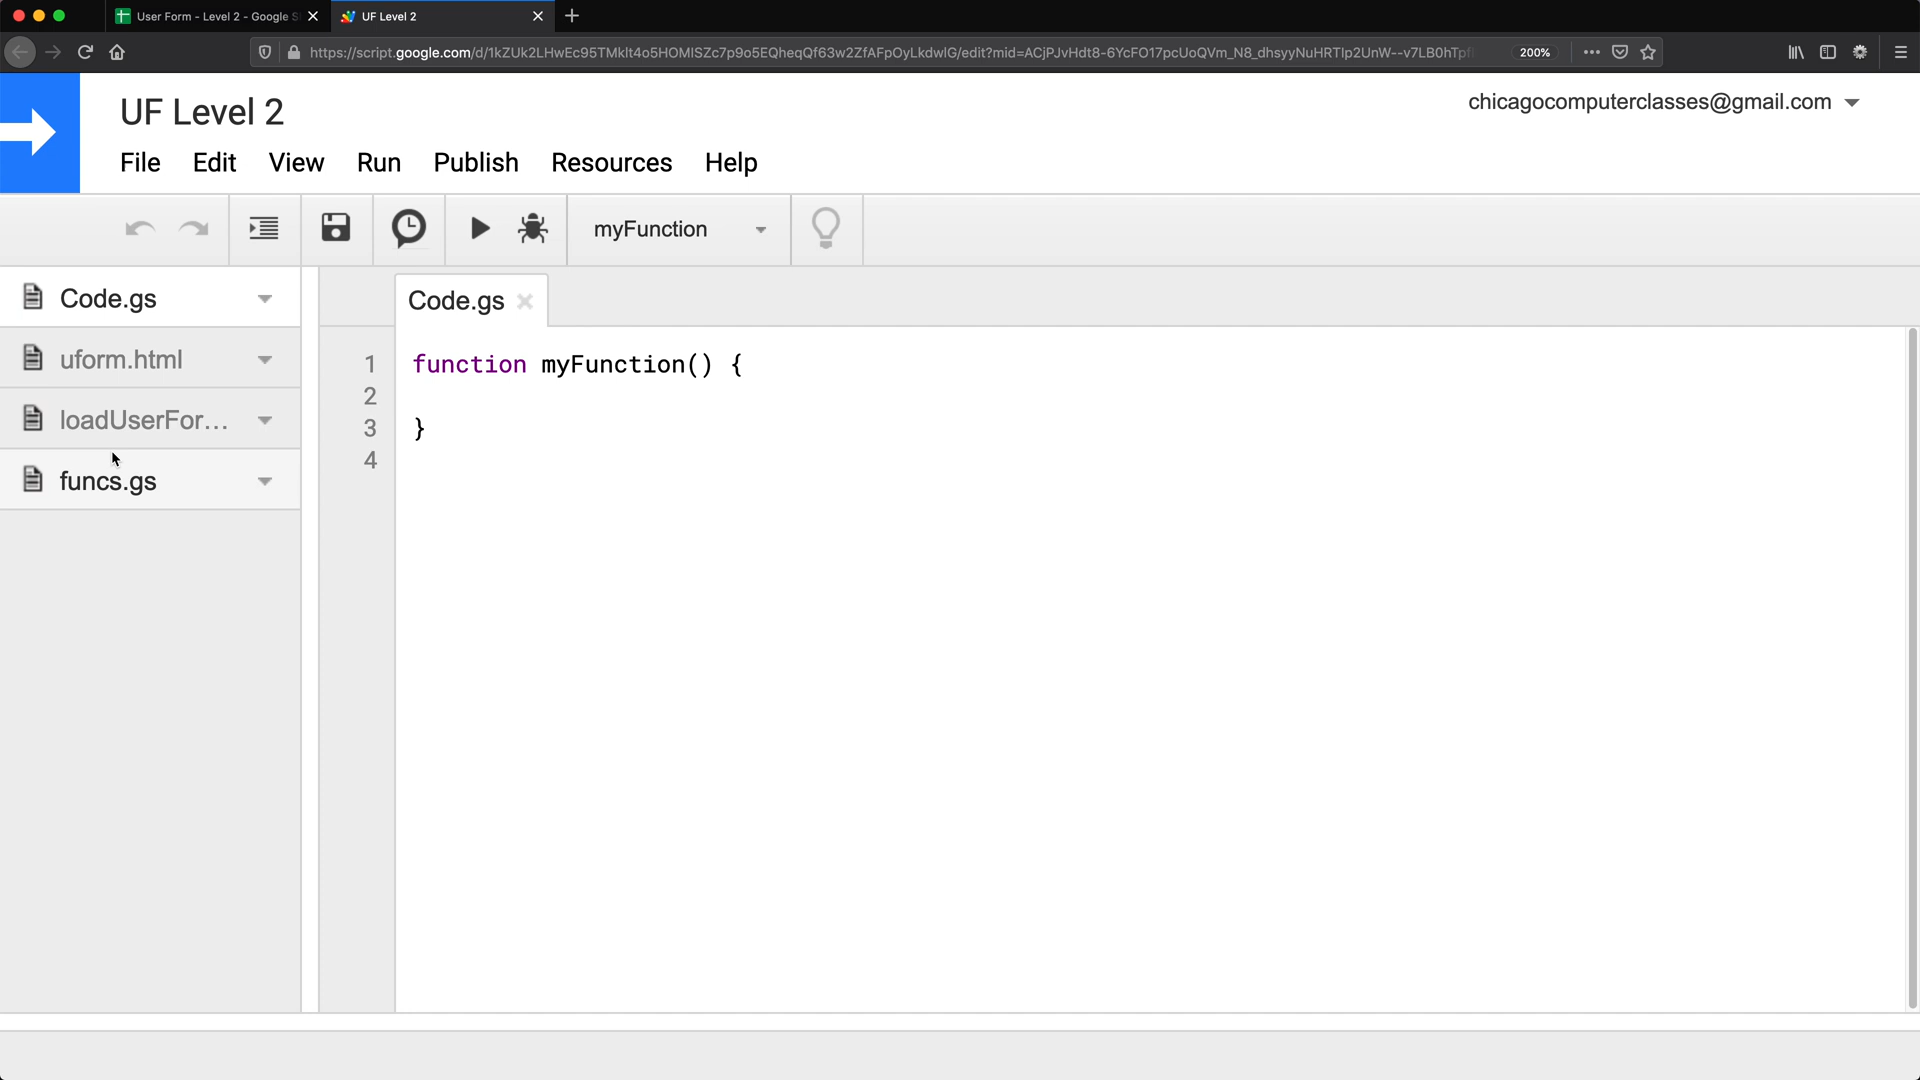 User Form - Level 2 - Google S
UF Level 2
https://script.google.com/d/1kZUk2LHwEc95TMklt4o5HOMISZc7p9o5EQheqQf63w2ZfAFpOyLkdwlG/edit?mid=ACjPJvHdt8-6YcFO17pcUoQVm_N8_dhsyyNuHRTIp2UnW--v7LB0hTpf
200%
UF Level 2
chicagocomputerclasses@gmail.com
File Edit View Run Publish Resources Help
myFunction
Code.gs
uform.html
loadUserFor...
funcs.gs
Code.gs
1 function myFunction() {
2
3 }
4